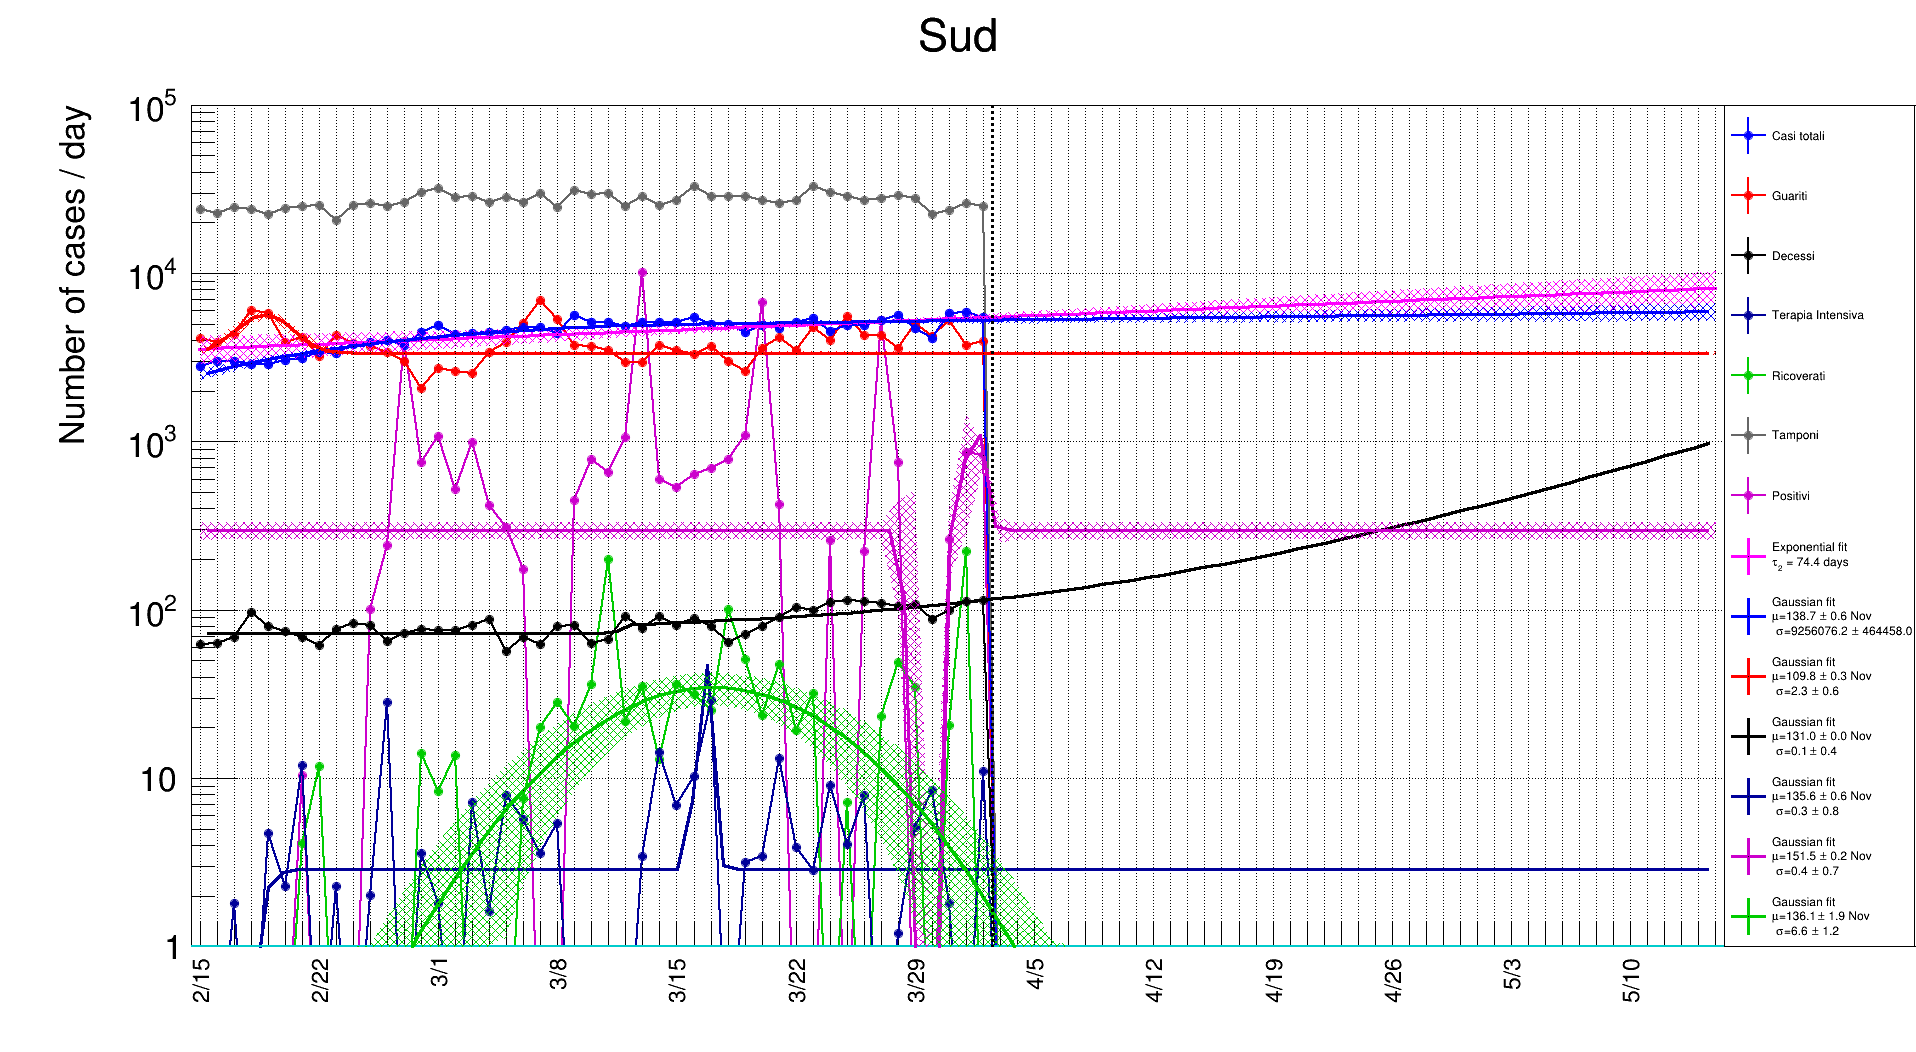 Sud
Number of cases / day
10^5
10^4
10^3
10^2
10
1
2/15
2/22
3/1
3/8
3/15
3/22
3/29
4/5
4/12
4/19
4/26
5/3
5/10
Casi totali
Guariti
Decessi
Terapia Intensiva
Ricoverati
Tamponi
Positivi
Exponential fit
τ_2 = 74.4 days
Gaussian fit
μ=138.7 ± 0.6 Nov
σ=9256076.2 ± 464458.0
Gaussian fit
μ=109.8 ± 0.3 Nov
σ=2.3 ± 0.6
Gaussian fit
μ=131.0 ± 0.0 Nov
σ=0.1 ± 0.4
Gaussian fit
μ=135.6 ± 0.6 Nov
σ=0.3 ± 0.8
Gaussian fit
μ=151.5 ± 0.2 Nov
σ=0.4 ± 0.7
Gaussian fit
μ=136.1 ± 1.9 Nov
σ=6.6 ± 1.2